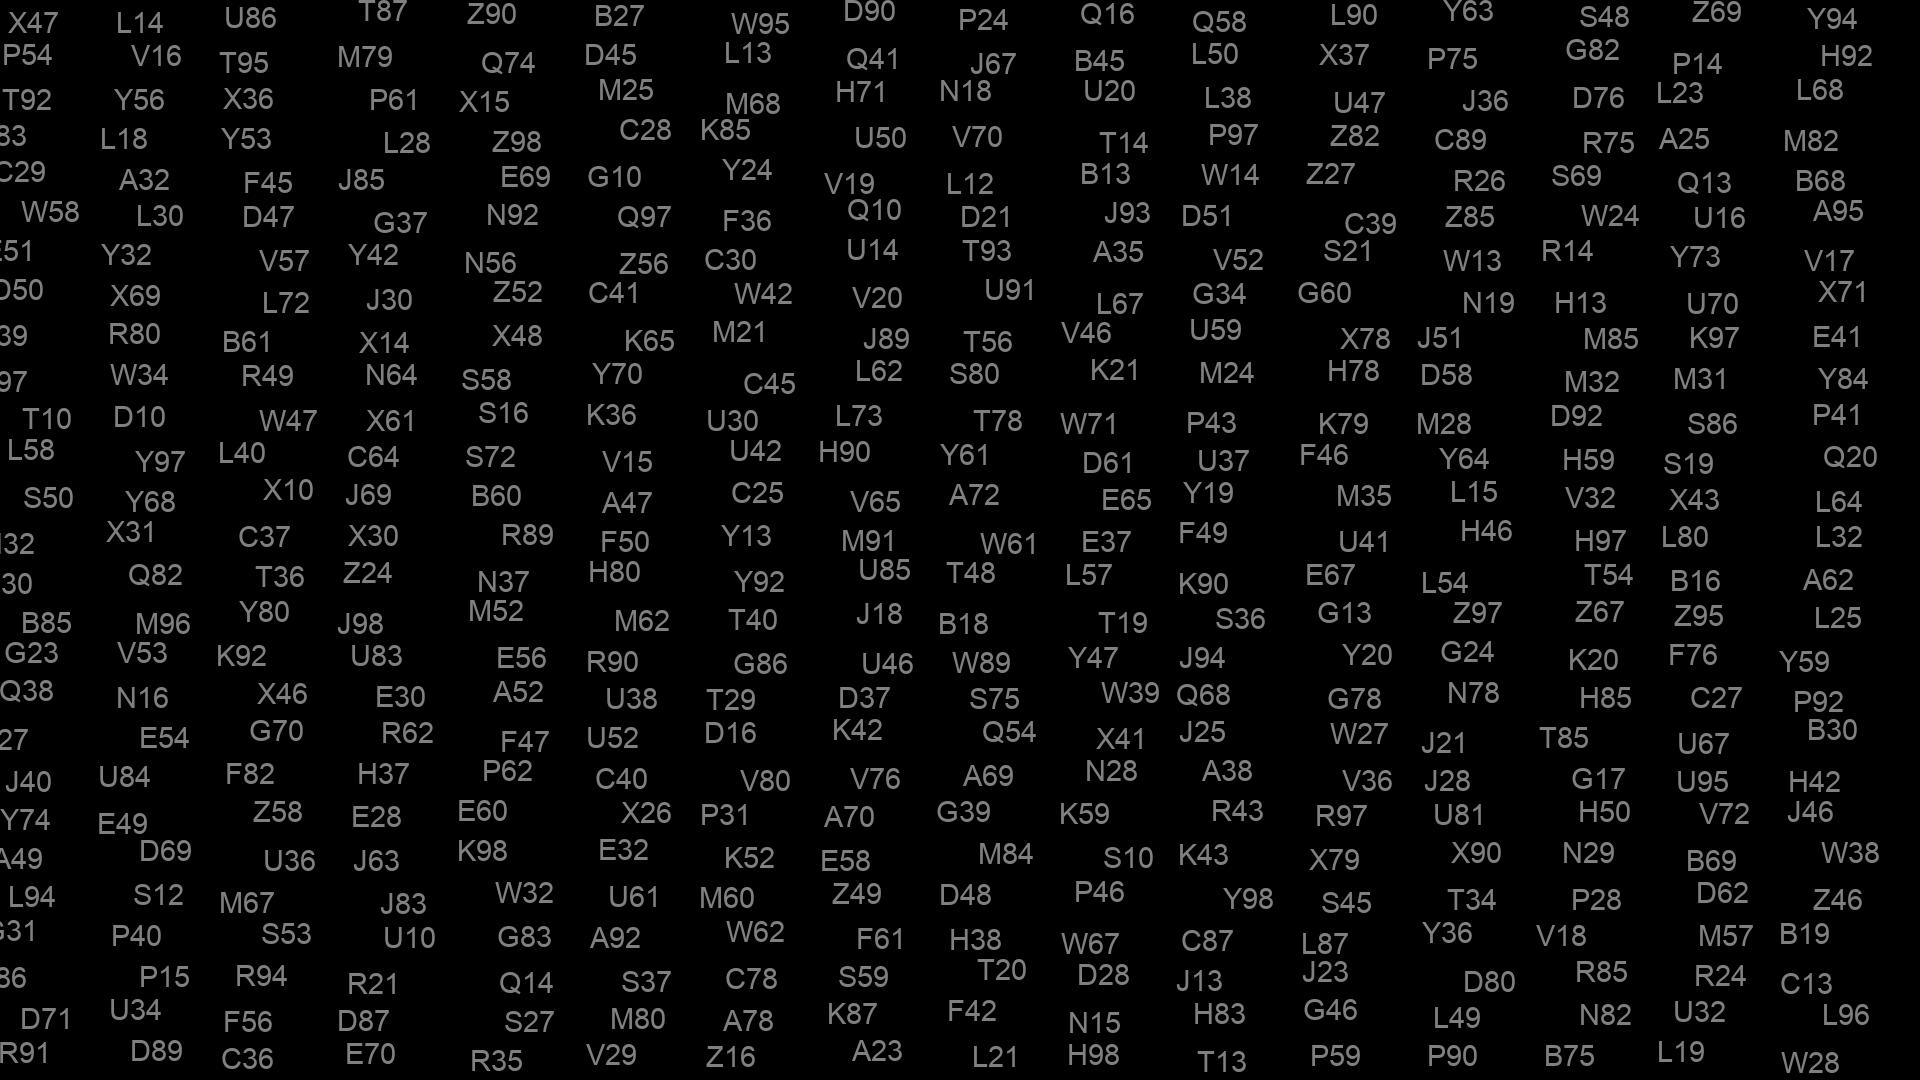 X47 L14 U86 T87 Z90 B27 W95 D90 P24 Q16 Q58 L90 Y63 S48 Z69 Y94
P54 V16 T95 M79 Q74 D45 L13 Q41 J67 B45 L50 X37 P75 G82 P14 H92
T92 Y56 X36 P61 X15 M25 M68 H71 N18 U20 L38 U47 J36 D76 L23 L68
83 L18 Y53 L28 Z98 C28 K85 U50 V70 T14 P97 Z82 C89 R75 A25 M82
C29 A32 F45 J85 E69 G10 Y24 V19 L12 B13 W14 Z27 R26 S69 Q13 B68
W58 L30 D47 G37 N92 Q97 F36 Q10 D21 J93 D51 C39 Z85 W24 U16 A95
51 Y32 V57 Y42 N56 Z56 C30 U14 T93 A35 V52 S21 W13 R14 Y73 V17
50 X69 L72 J30 Z52 C41 W42 V20 U91 L67 G34 G60 N19 H13 U70 X71
39 R80 B61 X14 X48 K65 M21 J89 T56 V46 U59 X78 J51 M85 K97 E41
97 W34 R49 N64 S58 Y70 C45 L62 S80 K21 M24 H78 D58 M32 M31 Y84
T10 D10 W47 X61 S16 K36 U30 L73 T78 W71 P43 K79 M28 D92 S86 P41
L58 Y97 L40 C64 S72 V15 U42 H90 Y61 D61 U37 F46 Y64 H59 S19 Q20
S50 Y68 X10 J69 B60 A47 C25 V65 A72 E65 Y19 M35 L15 V32 X43 L64
32 X31 C37 X30 R89 F50 Y13 M91 W61 E37 F49 U41 H46 H97 L80 L32
30 Q82 T36 Z24 N37 H80 Y92 U85 T48 L57 K90 E67 L54 T54 B16 A62
B85 M96 Y80 J98 M52 M62 T40 J18 B18 T19 S36 G13 Z97 Z67 Z95 L25
G23 V53 K92 U83 E56 R90 G86 U46 W89 Y47 J94 Y20 G24 K20 F76 Y59
Q38 N16 X46 E30 A52 U38 T29 D37 S75 W39 Q68 G78 N78 H85 C27 P92
27 E54 G70 R62 F47 U52 D16 K42 Q54 X41 J25 W27 J21 T85 U67 B30
J40 U84 F82 H37 P62 C40 V80 V76 A69 N28 A38 V36 J28 G17 U95 H42
Y74 E49 Z58 E28 E60 X26 P31 A70 G39 K59 R43 R97 U81 H50 V72 J46
A49 D69 U36 J63 K98 E32 K52 E58 M84 S10 K43 X79 X90 N29 B69 W38
L94 S12 M67 J83 W32 U61 M60 Z49 D48 P46 Y98 S45 T34 P28 D62 Z46
31 P40 S53 U10 G83 A92 W62 F61 H38 W67 C87 L87 Y36 V18 M57 B19
86 P15 R94 R21 Q14 S37 C78 S59 T20 D28 J13 J23 D80 R85 R24 C13
D71 U34 F56 D87 S27 M80 A78 K87 F42 N15 H83 G46 L49 N82 U32 L96
R91 D89 C36 E70 R35 V29 Z16 A23 L21 H98 T13 P59 P90 B75 L19 W28